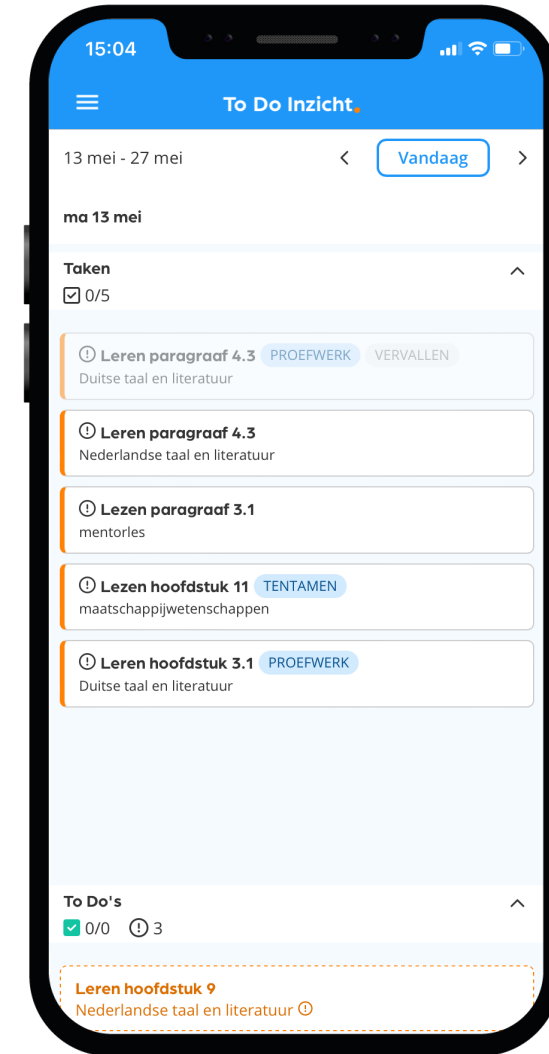 15:04
To Do Inzicht.
13 mei - 27 mei
Vandaag
ma 13 mei
Taken
0/5
Leren paragraaf 4.3 PROEFWERK VERVALLEN
Duitse taal en literatuur
Leren paragraaf 4.3
Nederlandse taal en literatuur
Lezen paragraaf 3.1
mentorles
Lezen hoofdstuk 11 TENTAMEN
maatschappijwetenschappen
Leren hoofdstuk 3.1 PROEFWERK
Duitse taal en literatuur
To Do's
0/0 3
Leren hoofdstuk 9
Nederlandse taal en literatuur